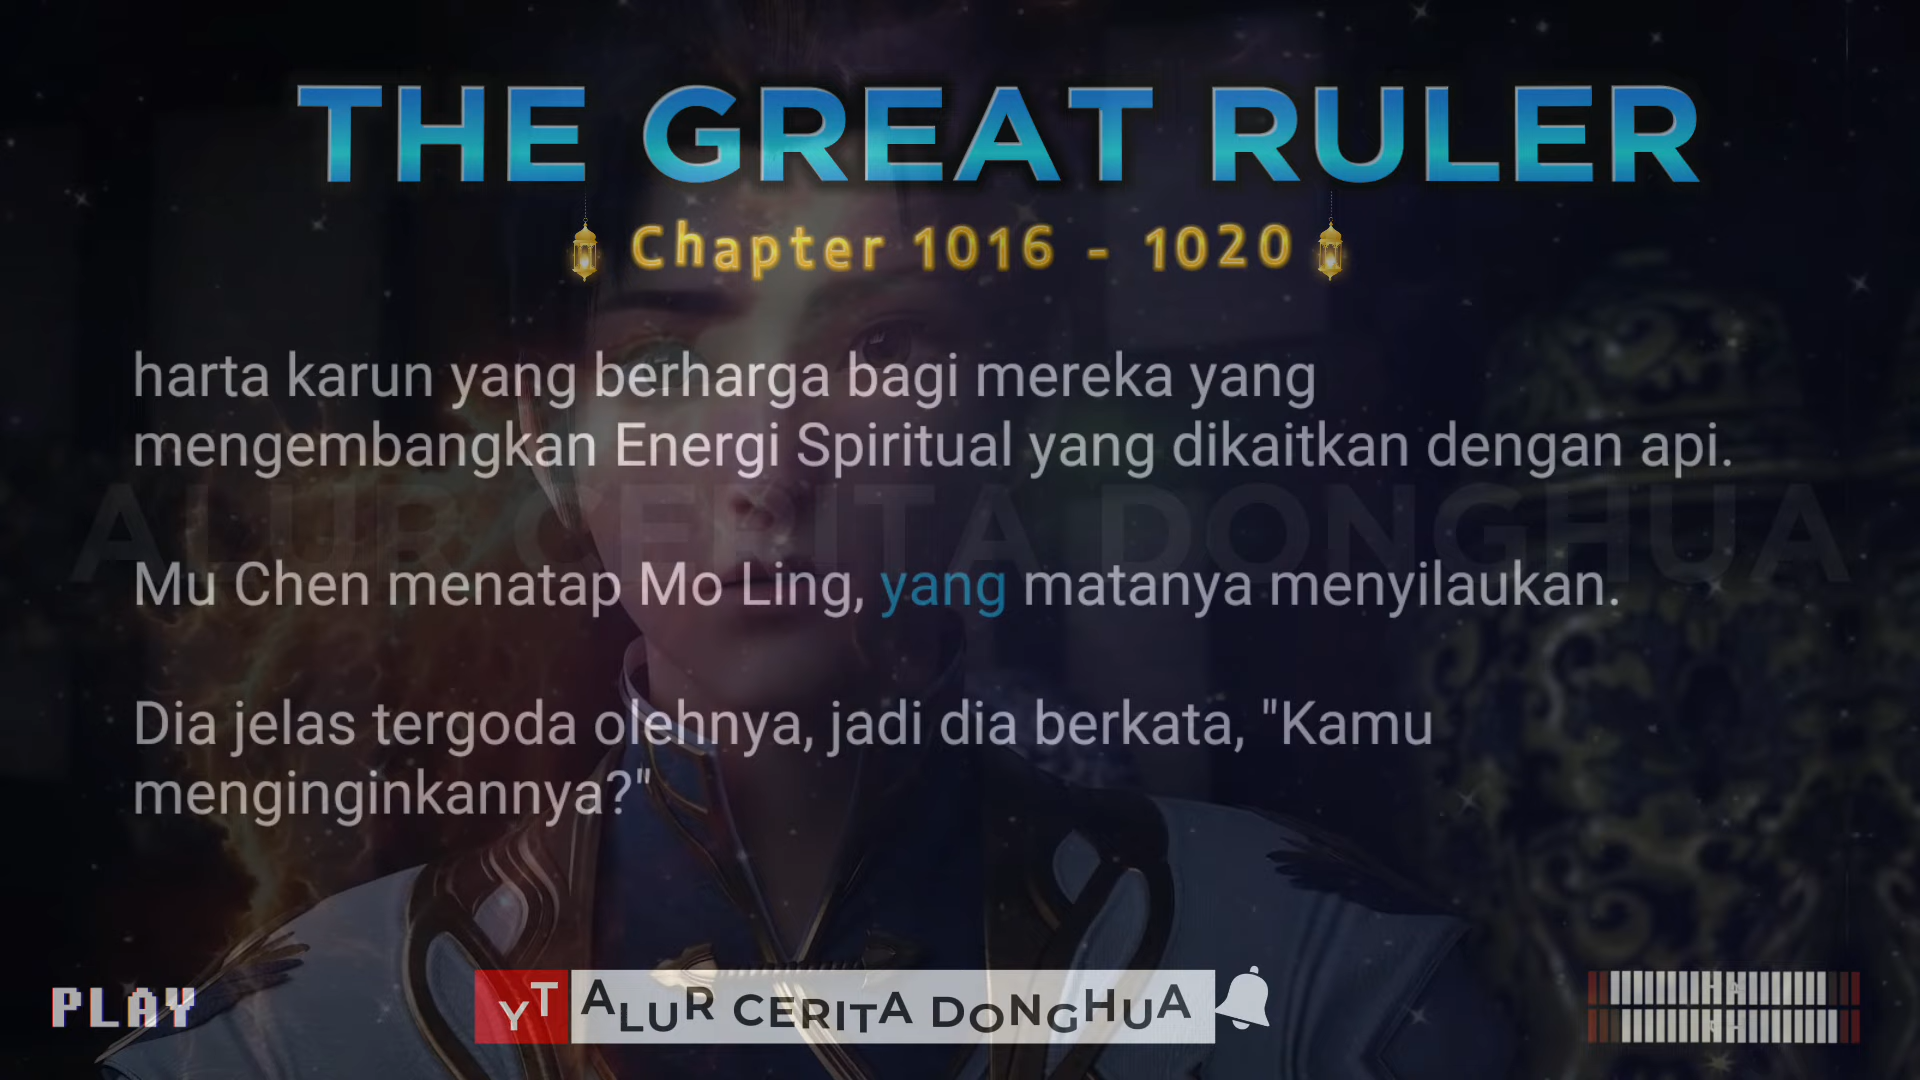 THE GREAT RULER
Chapter 1016 - 1020
harta karun yang berharga bagi mereka yang
mengembangkan Energi Spiritual yang dikaitkan dengan api.
ALUR CERITA DONGHUA
Mu Chen menatap Mo Ling, yang matanya menyilaukan.
Dia jelas tergoda olehnya, jadi dia berkata, "Kamu
menginginkannya?"
PLAY
YT ALUR CERITA DONGHUA